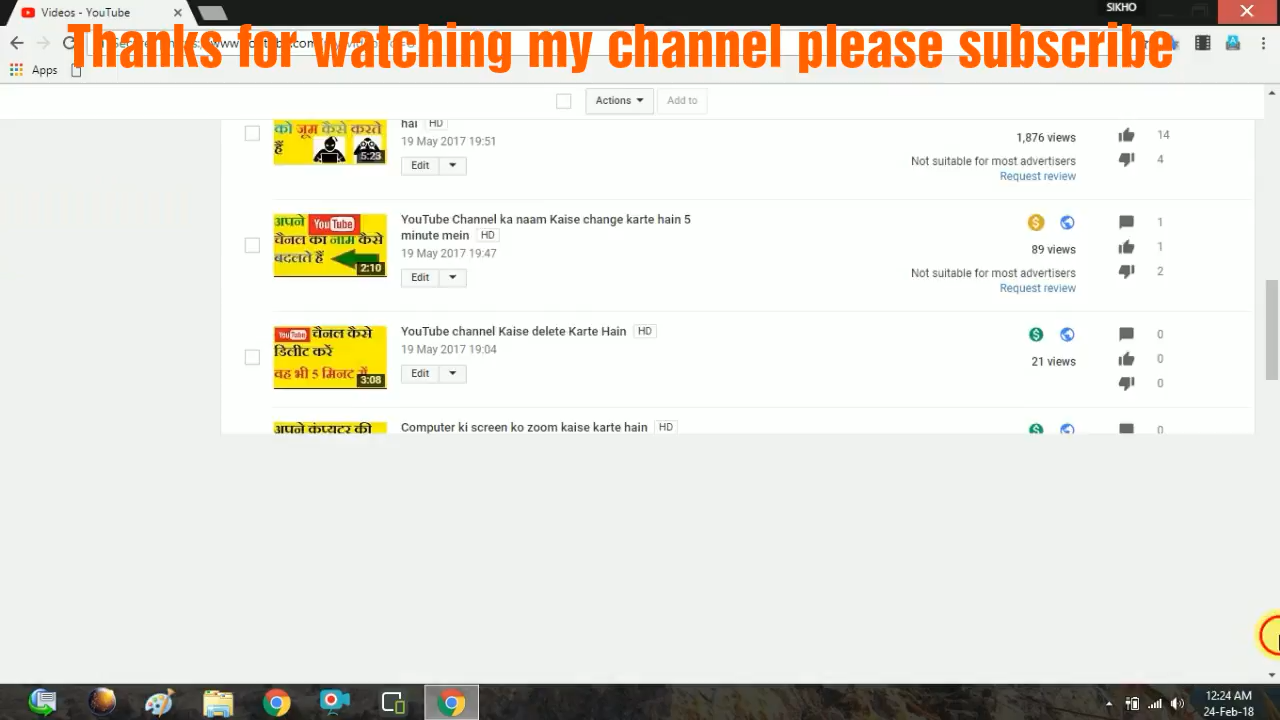 Videos - YouTube
SIKHO
Thanks for watching my channel please subscribe
Apps
Actions
Add to
को जूम कैसे करते
हैं
5:23
hai HD
19 May 2017 19:51
Edit
1,876 views
14
4
Not suitable for most advertisers
Request review
अपने YouTube
चैनल का नाम कैसे
बदलते हैं
2:10
YouTube Channel ka naam Kaise change karte hain 5
minute mein HD
19 May 2017 19:47
Edit
89 views
1
1
2
Not suitable for most advertisers
Request review
YouTube चैनल कैसे
डिलीट करें
वह भी 5 मिनट में
3:08
YouTube channel Kaise delete Karte Hain HD
19 May 2017 19:04
Edit
21 views
0
0
0
अपने कंप्यूटर की
Computer ki screen ko zoom kaise karte hain HD
0
12:24 AM
24-Feb-18